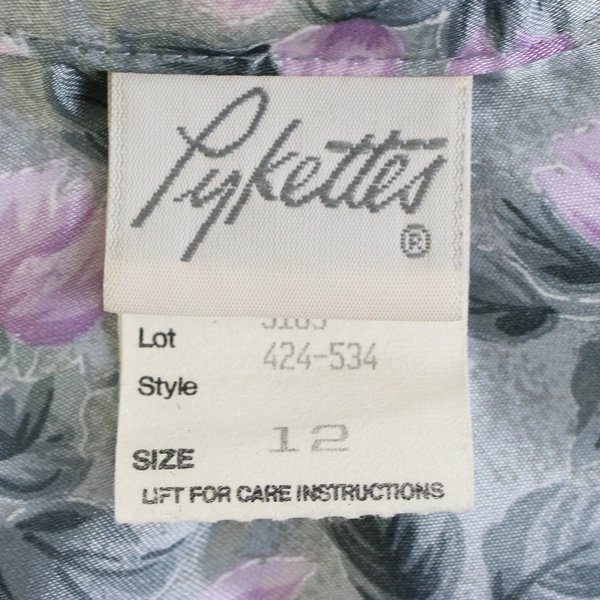 Pykettes
®
Lot
424-534
Style
SIZE 12
LIFT FOR CARE INSTRUCTIONS